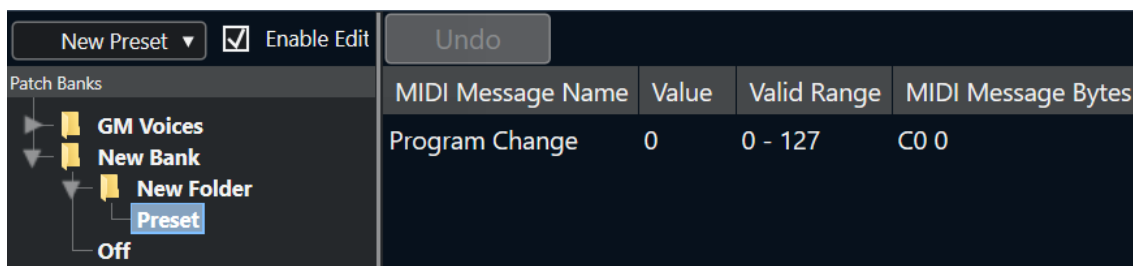 New Preset Enable Edit Undo
Patch Banks
MIDI Message Name Value Valid Range MIDI Message Bytes
GM Voices
Program Change 0 0 - 127 C0 0
New Bank
New Folder
Preset
Off